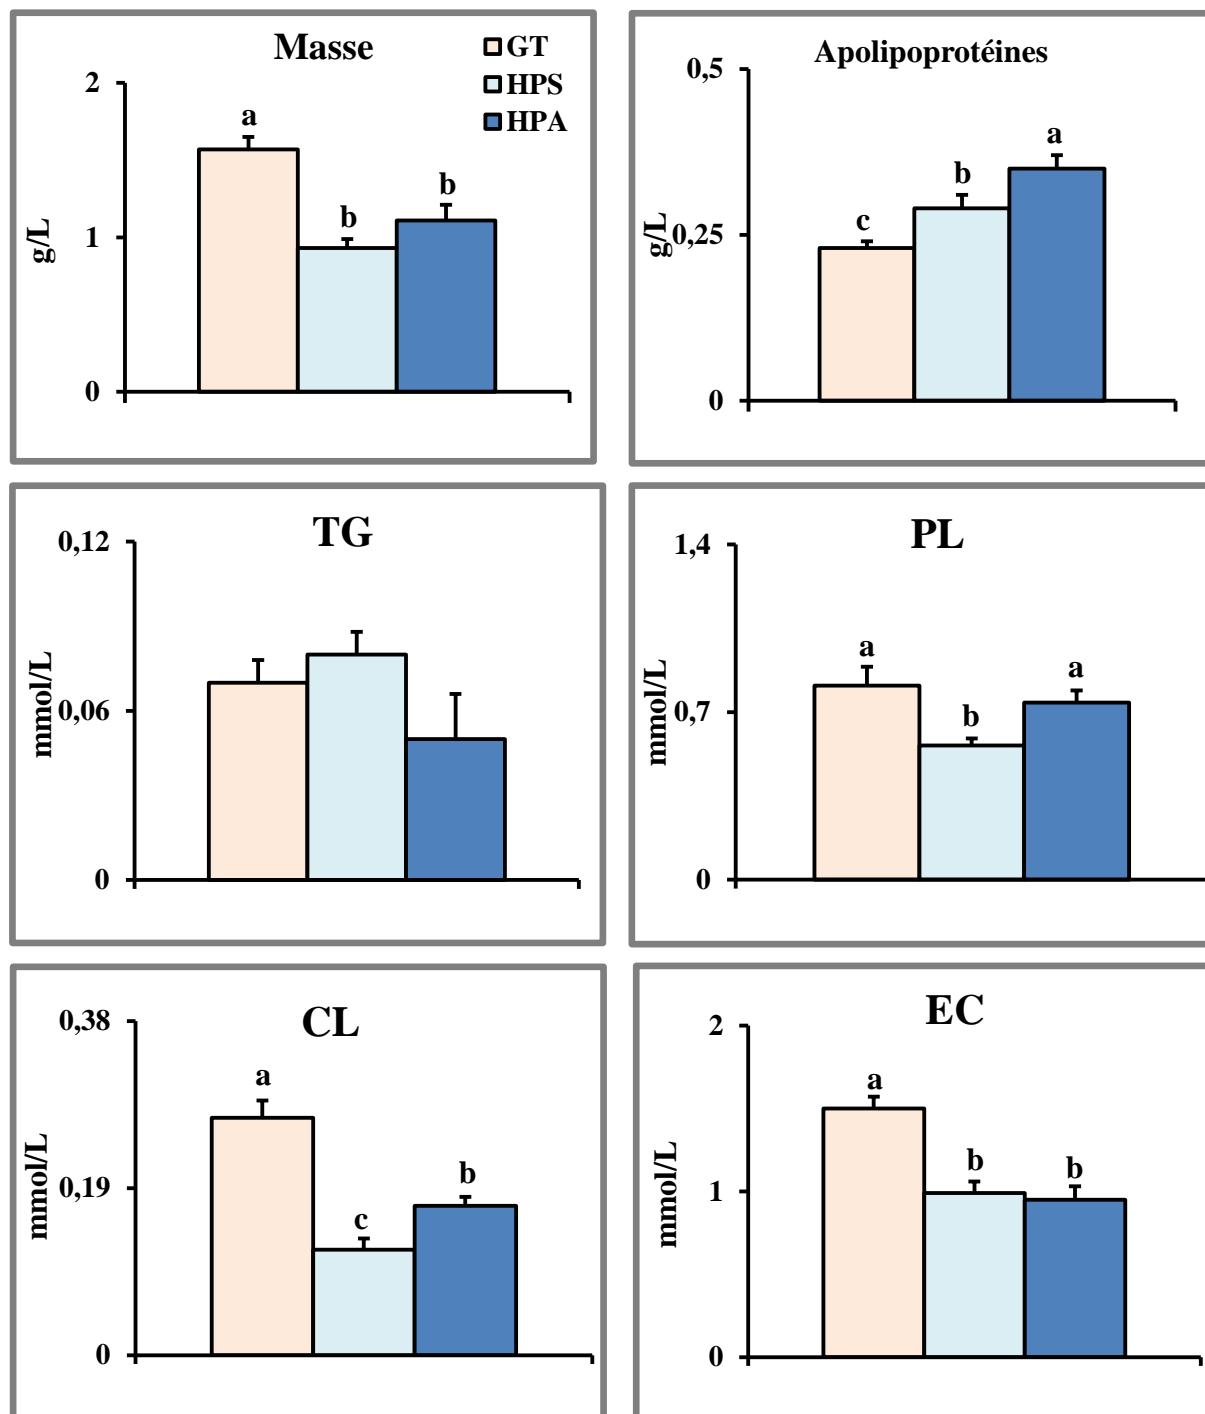 Masse
GT
HPS
HPA
2
1
0
g/L
a
b
b
Apolipoprotéines
0,5
0,25
0
g/L
c
b
a
TG
0,12
0,06
0
mmol/L
PL
1,4
0,7
0
mmol/L
a
b
a
CL
0,38
0,19
0
mmol/L
a
c
b
EC
2
1
0
mmol/L
a
b
b